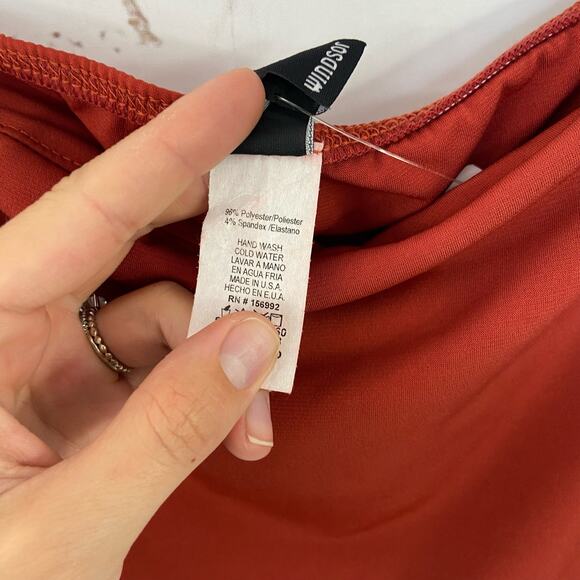 WINDSOR
96% Polyester/Poliester
4% Spandex /Elastano
HAND WASH
COLD WATER
LAVAR A MANO
EN AGUA FRIA
MADE IN U.S.A.
HECHO EN E.U.A.
RN # 156992